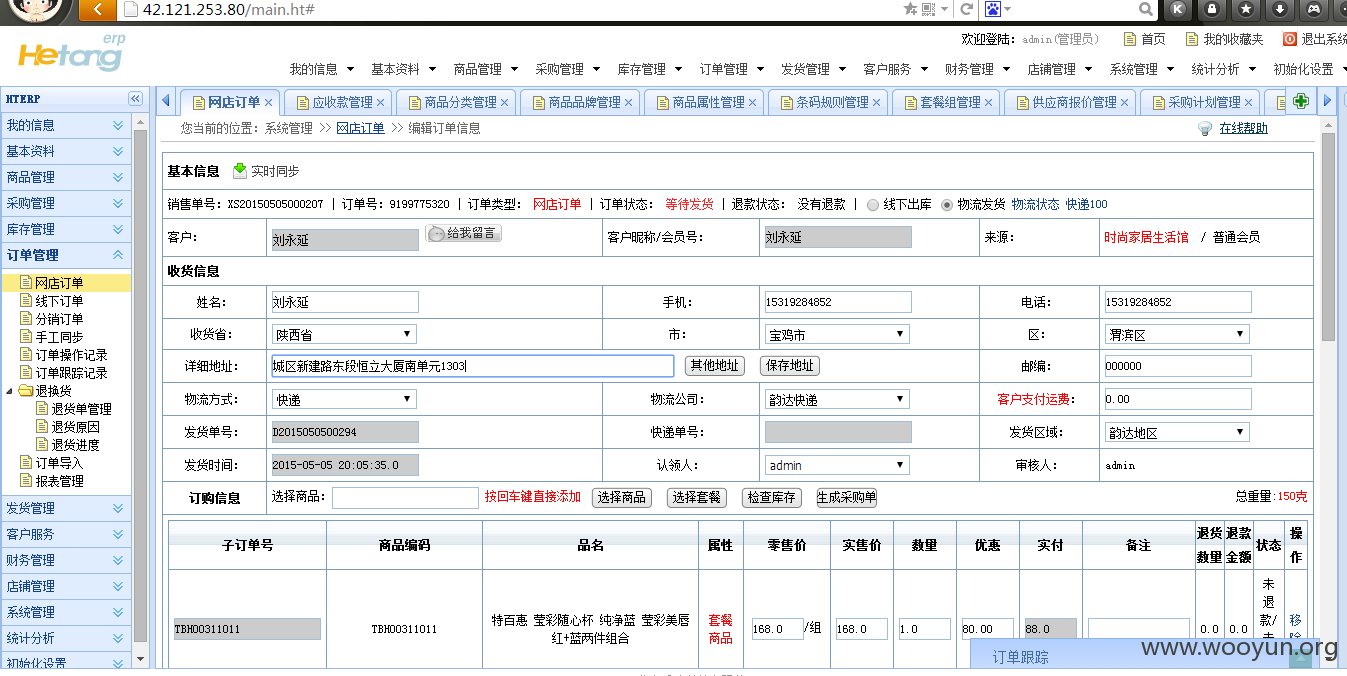 42.121.253.80/main.ht#
K
Hetang erp
欢迎登陆：admin(管理员) 首页 我的收藏夹 退出系统
我的信息 基本资料 商品管理 采购管理 库存管理 订单管理 发货管理 客户服务 财务管理 店铺管理 系统管理 统计分析 初始化设置
HTERP
我的信息
基本资料
商品管理
采购管理
库存管理
订单管理
网店订单
线下订单
分销订单
手工同步
订单操作记录
订单跟踪记录
退换货
退货单管理
退货原因
退货进度
订单导入
报表管理
发货管理
客户服务
财务管理
店铺管理
系统管理
统计分析
初始化设置
网店订单 应收款管理 商品分类管理 商品品牌管理 商品属性管理 条码规则管理 套餐组管理 供应商报价管理 采购计划管理
您当前的位置：系统管理 >> 网店订单 >> 编辑订单信息 在线帮助
基本信息 实时同步
销售单号：XS20150505000207 | 订单号：9199775320 | 订单类型： 网店订单 | 订单状态： 等待发货 | 退款状态： 没有退款 | 线下出库 物流发货 物流状态 快递100
客户： 刘永延 给我留言 客户昵称/会员号： 刘永延 来源： 时尚家居生活馆 / 普通会员
收货信息
姓名： 刘永延 手机： 15319284852 电话： 15319284852
收货省： 陕西省 市： 宝鸡市 区： 渭滨区
详细地址： 城区新建路东段恒立大厦南单元1303 其他地址 保存地址 邮编： 000000
物流方式： 快递 物流公司： 韵达快递 客户支付运费： 0.00
发货单号： D2015050500294 快递单号： 发货区域： 韵达地区
发货时间： 2015-05-05 20:05:35.0 认领人： admin 审核人： admin
订购信息 选择商品： 按回车键直接添加 选择商品 选择套餐 检查库存 生成采购单 总重量：150克
子订单号 商品编码 品名 属性 零售价 实售价 数量 优惠 实付 备注 退货数量 退款金额 状态 操作
TBH00311011 TBH00311011 特百惠 莹彩随心杯 纯净蓝 莹彩美唇红+蓝两件组合 套餐商品 168.0 /组 168.0 1.0 80.00 88.0 0.0 0.0 未退款/ 移
订单跟踪
www.wooyun.org